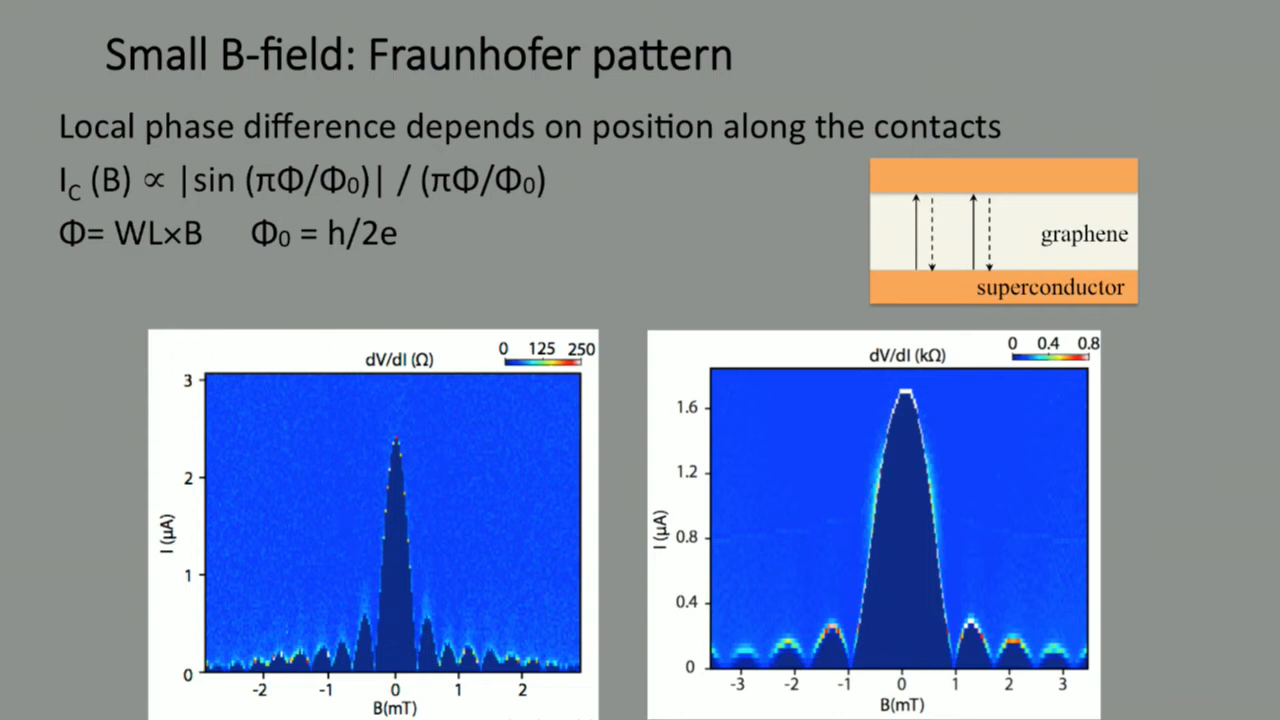 Small B-field: Fraunhofer pattern
Local phase difference depends on position along the contacts
I_C (B) ∝ |sin (πΦ/Φ₀)| / (πΦ/Φ₀)
Φ= WL×B Φ₀ = h/2e
graphene
superconductor
dV/dI (Ω)
0 125 250
3
2
1
0
I (μA)
-2 -1 0 1 2
B(mT)
dV/dI (kΩ)
0 0.4 0.8
1.6
1.2
0.8
0.4
0
I (μA)
-3 -2 -1 0 1 2 3
B(mT)